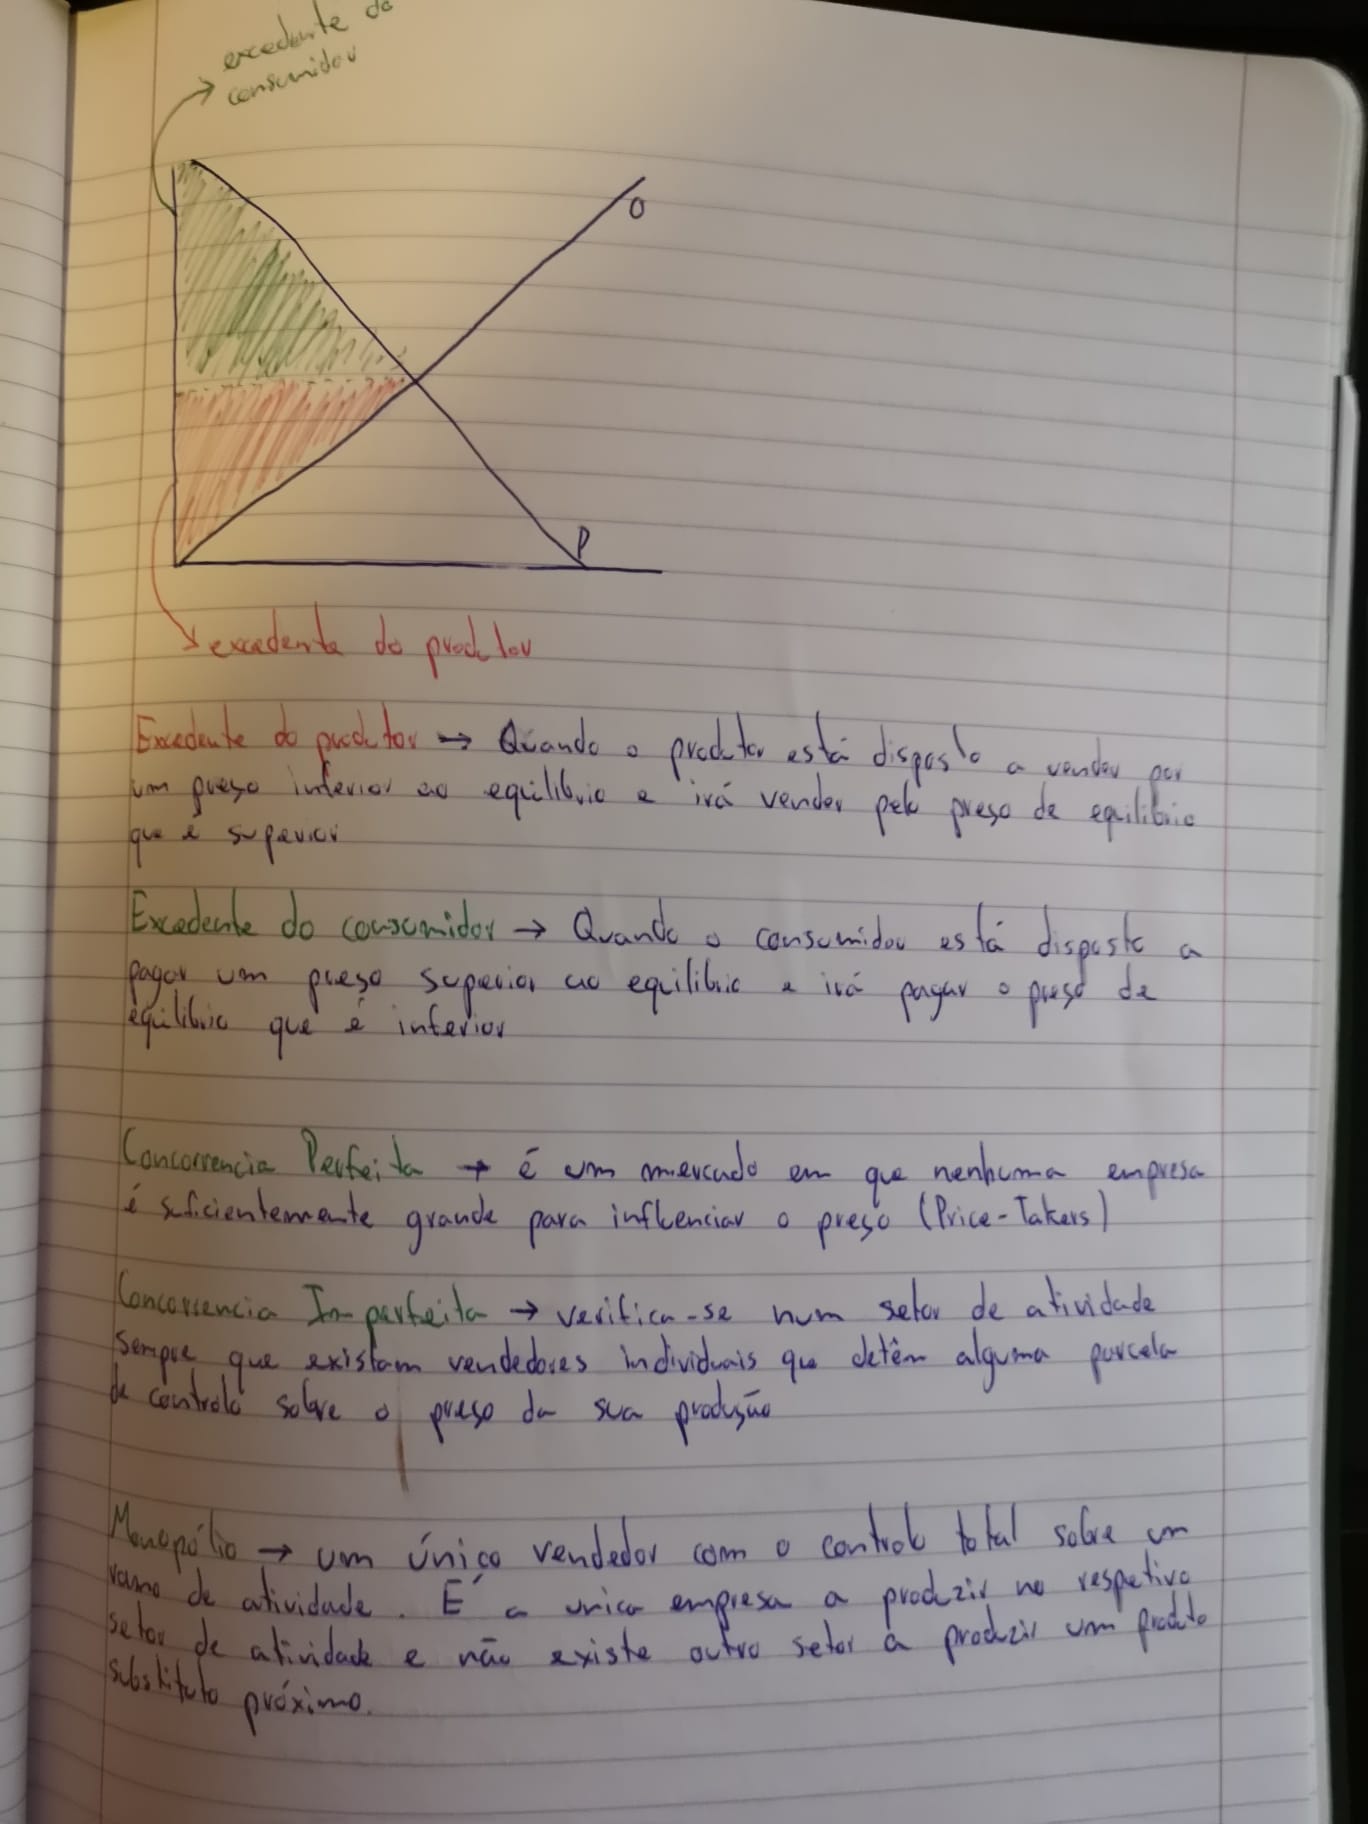 excedente do
consumidor
O
P
excedente do produtor
Excedente do produtor → Quando o produtor está disposto a vender por
um preço inferior ao equilibrio e irá vender pelo preço de equilibrio
que é superior
Excedente do consumidor → Quando o consumidor está disposto a
pagar um preço superior ao equilibrio e irá pagar o preço de
equilibrio que é inferior
Concorrencia Perfeita → é um mercado em que nenhuma empresa
é suficientemente grande para influenciar o preço (Price-Takers)
Concorrencia Imperfeita → verifica-se num setor de atividade
sempre que existam vendedores individuais que detêm alguma parcela
de controlo sobre o preço da sua produção
Monopólio → um único vendedor com o controlo total sobre um
ramo de atividade. É a unica empresa a produzir no respetivo
setor de atividade e não existe outro setor a produzir um produto
substituto próximo.